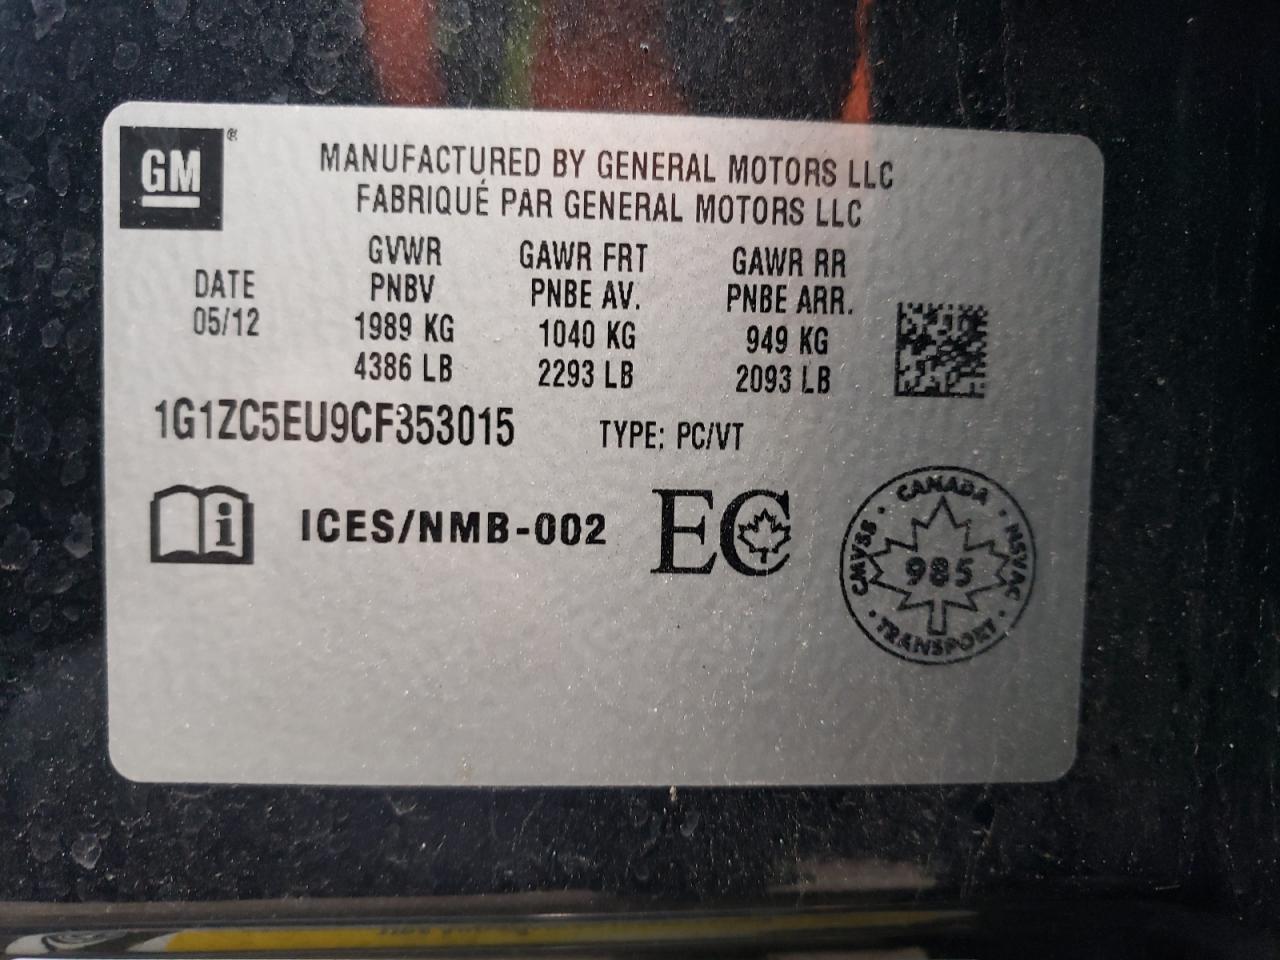 GM®
MANUFACTURED BY GENERAL MOTORS LLC
FABRIQUÉ PAR GENERAL MOTORS LLC
GVWR GAWR FRT GAWR RR
DATE PNBV PNBE AV. PNBE ARR.
05/12 1989 KG 1040 KG 949 KG
4386 LB 2293 LB 2093 LB
1G1ZC5EU9CF353015 TYPE: PC/VT
i ICES/NMB-002 EC
CANADA
CMVSS 985 NSVAC
TRANSPORT